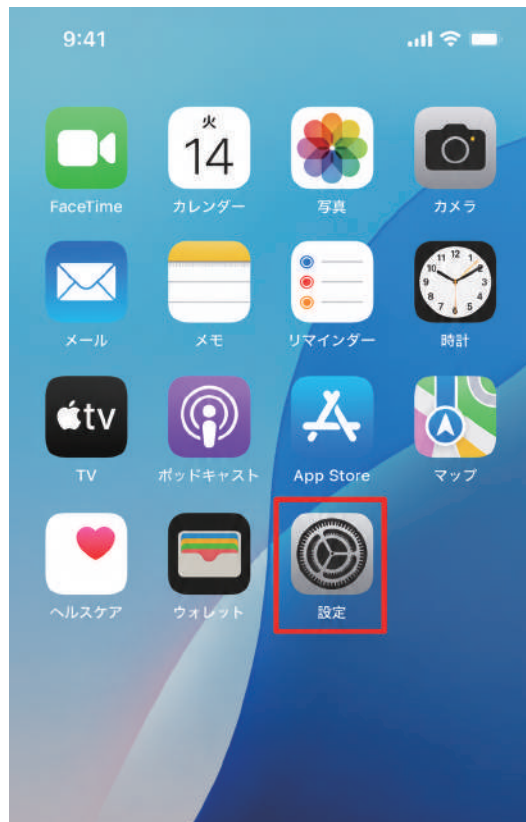 9:41
火
14
FaceTime
カレンダー
写真
カメラ
12
1
2
3
4
5
6
7
8
9
10
11
メール
メモ
リマインダー
時計
tv
TV
ポッドキャスト
App Store
マップ
ヘルスケア
ウォレット
設定